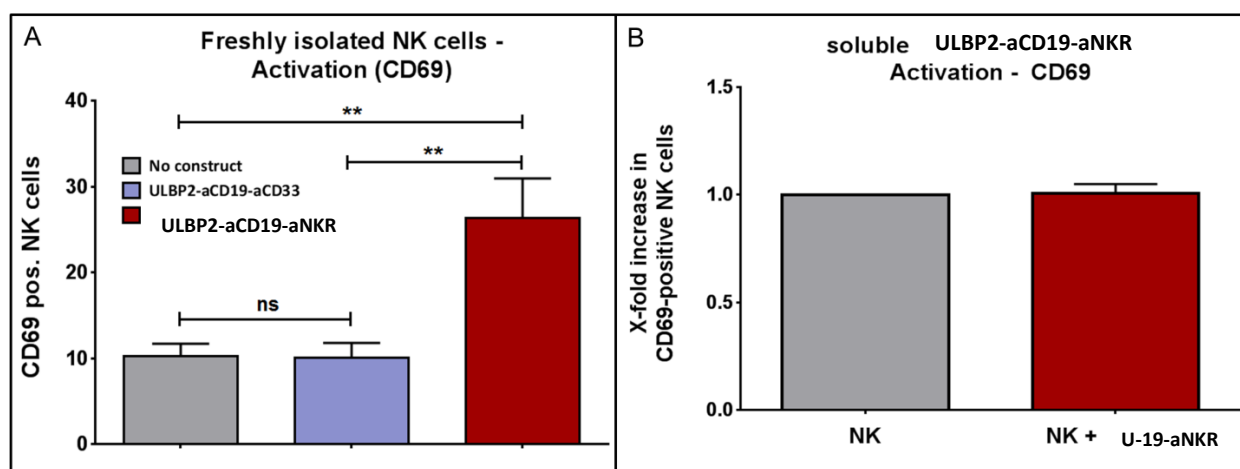 A
Freshly isolated NK cells -
Activation (CD69)
CD69 pos. NK cells
40
30
20
10
0
**
**
ns
No construct
ULBP2-aCD19-aCD33
ULBP2-aCD19-aNKR
B
soluble ULBP2-aCD19-aNKR
Activation - CD69
X-fold increase in
CD69-positive NK cells
1.5
1.0
0.5
0.0
NK
NK + U-19-aNKR